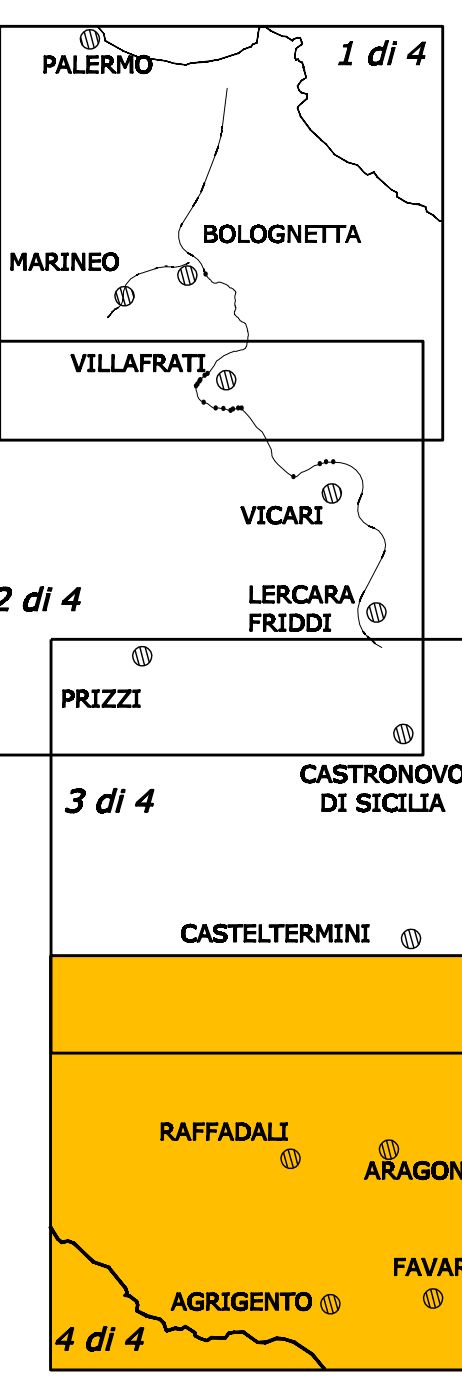 1 di 4
PALERMO
BOLOGNETTA
MARINEO
VILLAFRATI
VICARI
2 di 4
LERCARA
FRIDDI
PRIZZI
CASTRONOVO
DI SICILIA
3 di 4
CASTELTERMINI
RAFFADALI
ARAGON
FAVAR
AGRIGENTO
4 di 4